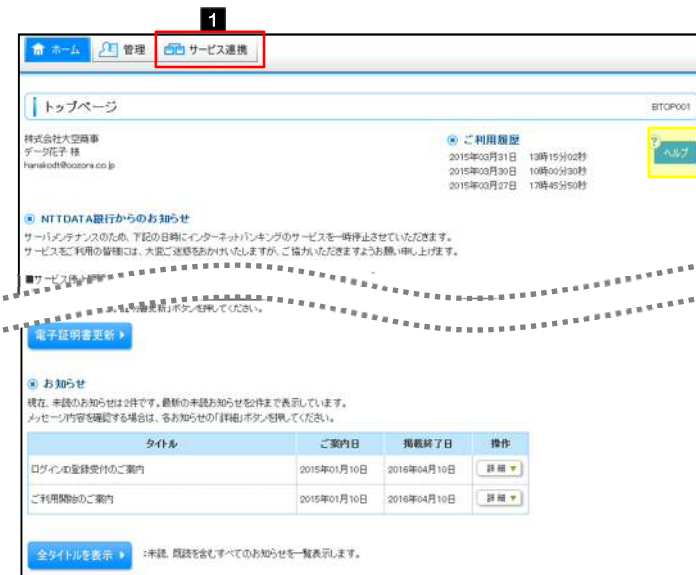 1
ホーム 管理 サービス連携
トップページ BTOP001
株式会社大空商事
データ花子 様
hanakodt@oozora.co.jp
ご利用履歴
2015年03月31日 13時15分02秒
2015年03月30日 10時00分30秒
2015年03月27日 17時45分50秒
? ヘルプ
NTTDATA銀行からのお知らせ
サーバメンテナンスのため、下記の日時にインターネットバンキングのサービスを一時停止させていただきます。
サービスをご利用の皆様には、大変ご迷惑をおかけいたしますが、ご協力いただきますようお願い申し上げます。
■サービス停止
書更新」ボタンを押してください。
電子証明書更新
お知らせ
現在、未読のお知らせは2件です。最新の未読お知らせを2件まで表示しています。
メッセージ内容を確認する場合は、各お知らせの「詳細」ボタンを押してください。
タイトル ご案内日 掲載終了日 操作
ログインID登録受付のご案内 2015年01月10日 2016年04月10日 詳細
ご利用開始のご案内 2015年01月10日 2016年04月10日 詳細
全タイトルを表示 :未読、既読を含むすべてのお知らせを一覧表示します。